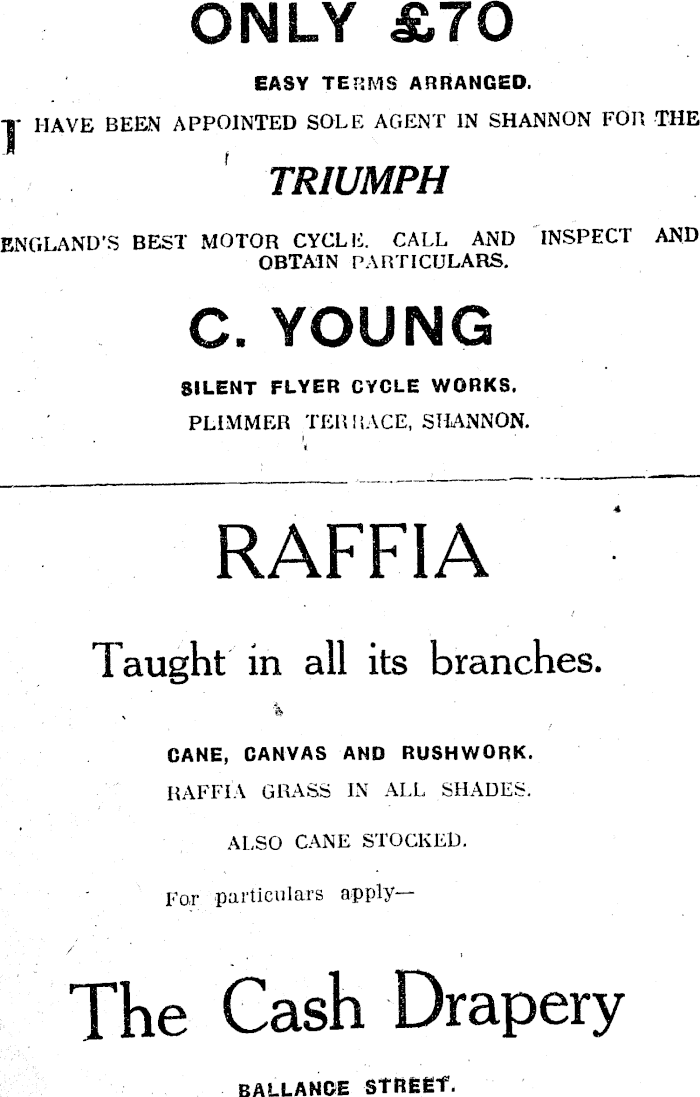 ONLY £70
EASY TERMS ARRANGED.
I HAVE BEEN APPOINTED SOLE AGENT IN SHANNON FOR THE
TRIUMPH
ENGLAND'S BEST MOTOR CYCLE. CALL AND INSPECT AND
OBTAIN PARTICULARS.
C. YOUNG
SILENT FLYER CYCLE WORKS.
PLIMMER TERRACE, SHANNON.
RAFFIA
Taught in all its branches.
CANE, CANVAS AND RUSHWORK.
RAFFIA GRASS IN ALL SHADES.
ALSO CANE STOCKED.
For particulars apply—
The Cash Drapery
BALLANCE STREET.